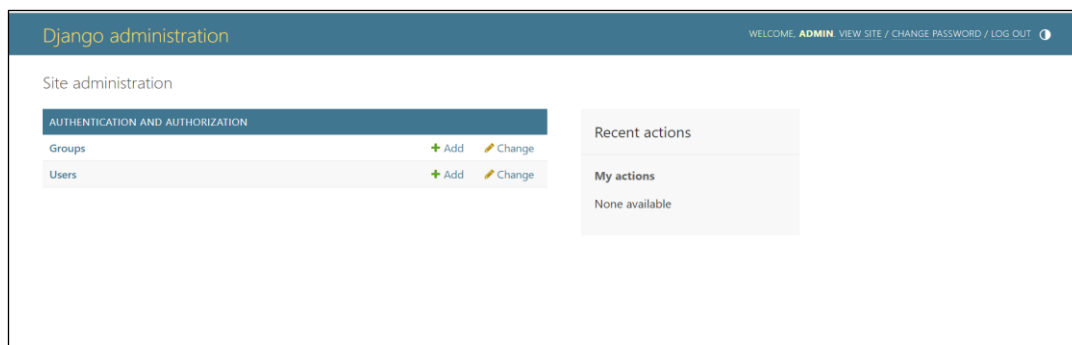 Django administration
WELCOME, ADMIN. VIEW SITE / CHANGE PASSWORD / LOG OUT
Site administration
AUTHENTICATION AND AUTHORIZATION
Groups Add Change
Users Add Change
Recent actions
My actions
None available